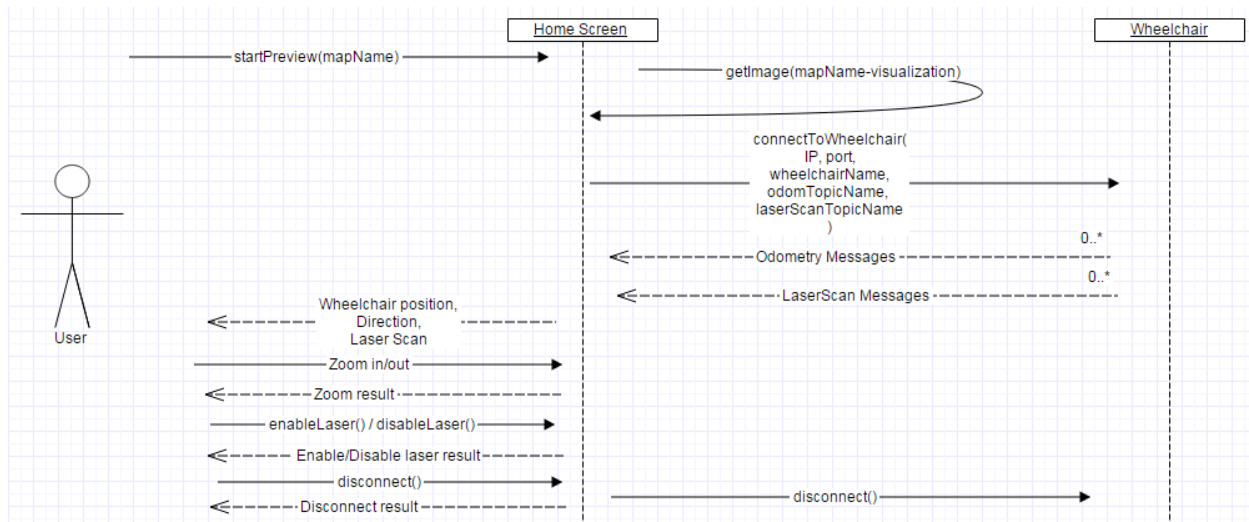 Home Screen
Wheelchair
startPreview(mapName)
getImage(mapName-visualization)
connectToWheelchair(
IP, port,
wheelchairName,
odomTopicName,
laserScanTopicName
)
0..*
Odometry Messages
0..*
LaserScan Messages
Wheelchair position,
Direction,
Laser Scan
User
Zoom in/out
Zoom result
enableLaser() / disableLaser()
Enable/Disable laser result
disconnect()
disconnect()
Disconnect result